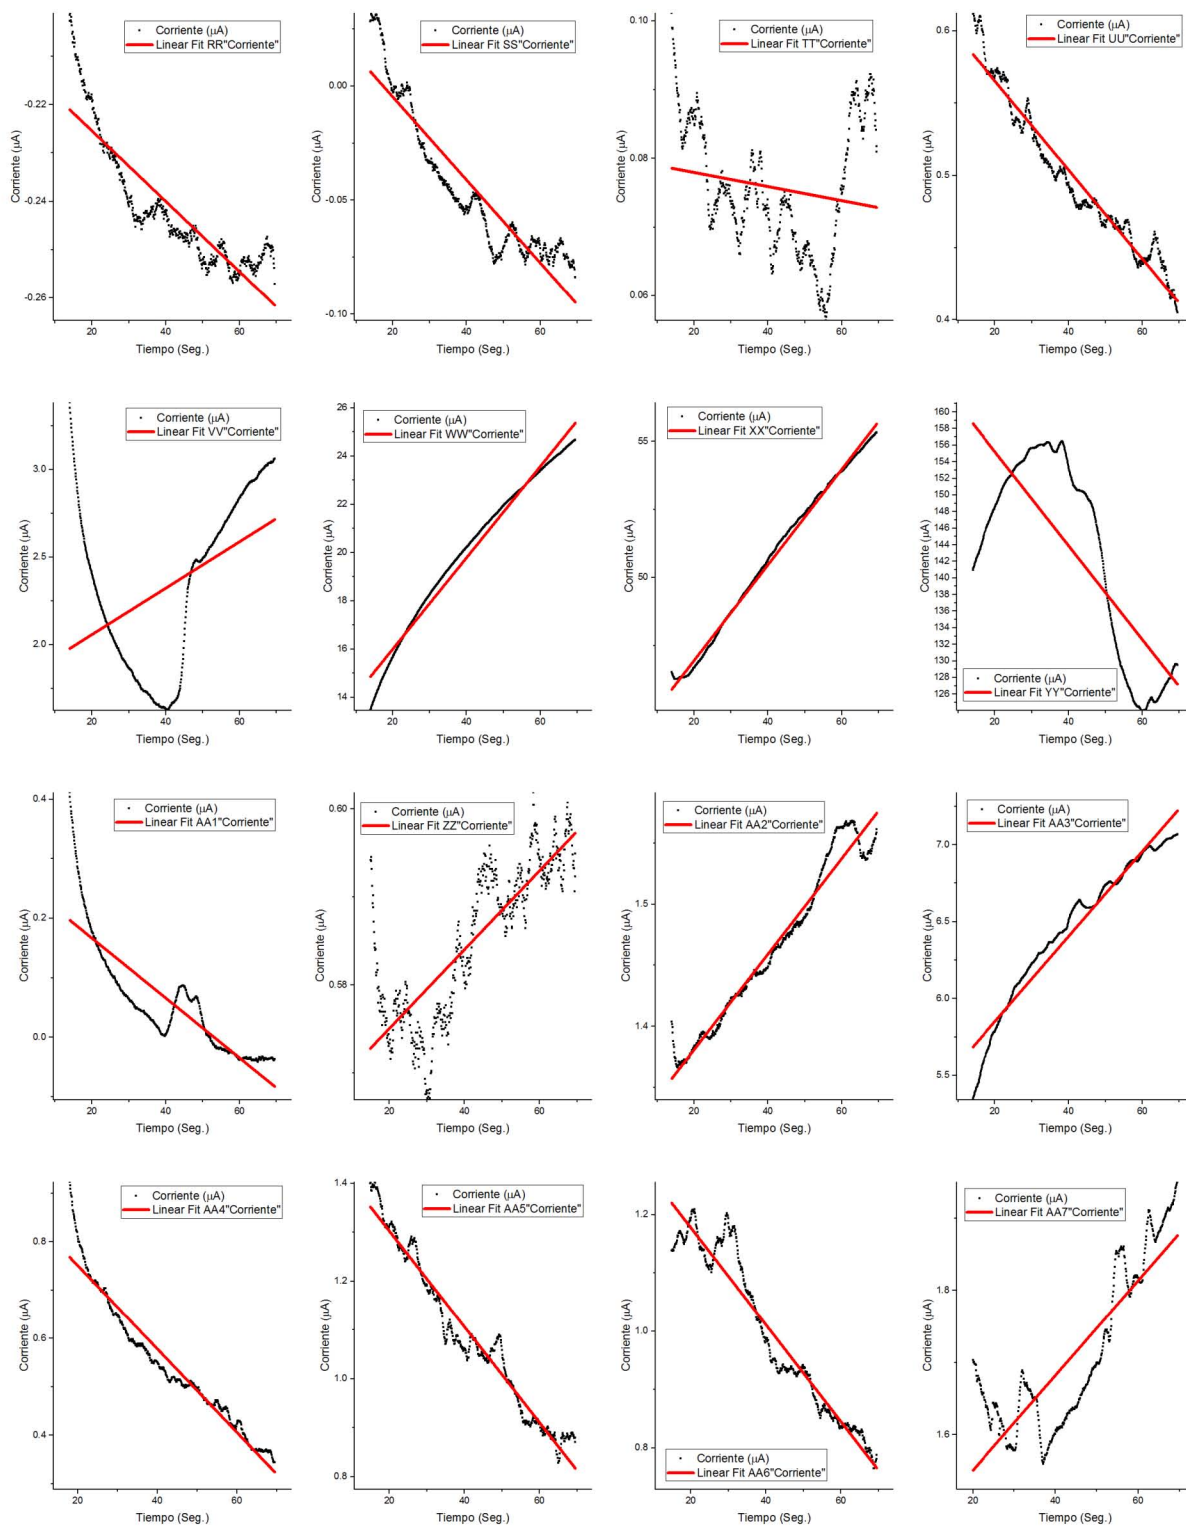 Corriente (μA)
Linear Fit RR"Corriente"
Corriente (μA)
-0.22
-0.24
-0.26
20
40
60
Tiempo (Seg.)
Corriente (μA)
Linear Fit SS"Corriente"
Corriente (μA)
0.00
-0.05
-0.10
20
40
60
Tiempo (Seg.)
Corriente (μA)
Linear Fit TT"Corriente"
Corriente (μA)
0.10
0.08
0.06
20
40
60
Tiempo (Seg.)
Corriente (μA)
Linear Fit UU"Corriente"
Corriente (μA)
0.6
0.5
0.4
20
40
60
Tiempo (Seg.)
Corriente (μA)
Linear Fit VV"Corriente"
Corriente (μA)
3.0
2.5
2.0
20
40
60
Tiempo (Seg.)
Corriente (μA)
Linear Fit WW"Corriente"
Corriente (μA)
26
24
22
20
18
16
14
20
40
60
Tiempo (Seg.)
Corriente (μA)
Linear Fit XX"Corriente"
Corriente (μA)
55
50
20
40
60
Tiempo (Seg.)
161
160
158
156
154
152
150
148
146
144
142
141
140
138
136
134
132
130
129
128
126
Corriente (μA)
Corriente (μA)
Linear Fit YY"Corriente"
20
40
60
Tiempo (Seg.)
Corriente (μA)
Linear Fit AA1"Corriente"
Corriente (μA)
0.4
0.2
0.0
20
40
60
Tiempo (Seg.)
Corriente (μA)
Linear Fit ZZ"Corriente"
Corriente (μA)
0.60
0.58
20
40
60
Tiempo (Seg.)
Corriente (μA)
Linear Fit AA2"Corriente"
Corriente (μA)
1.5
1.4
20
40
60
Tiempo (Seg.)
Corriente (μA)
Linear Fit AA3"Corriente"
Corriente (μA)
7.0
6.5
6.0
5.5
20
40
60
Tiempo (Seg.)
Corriente (μA)
Linear Fit AA4"Corriente"
Corriente (μA)
0.8
0.6
0.4
20
40
60
Tiempo (Seg.)
Corriente (μA)
Linear Fit AA5"Corriente"
Corriente (μA)
1.4
1.2
1.0
0.8
20
40
60
Tiempo (Seg.)
1.2
1.0
0.8
Corriente (μA)
Corriente (μA)
Linear Fit AA6"Corriente"
20
40
60
Tiempo (Seg.)
Corriente (μA)
Linear Fit AA7"Corriente"
Corriente (μA)
1.8
1.6
20
30
40
50
60
70
Tiempo (Seg.)